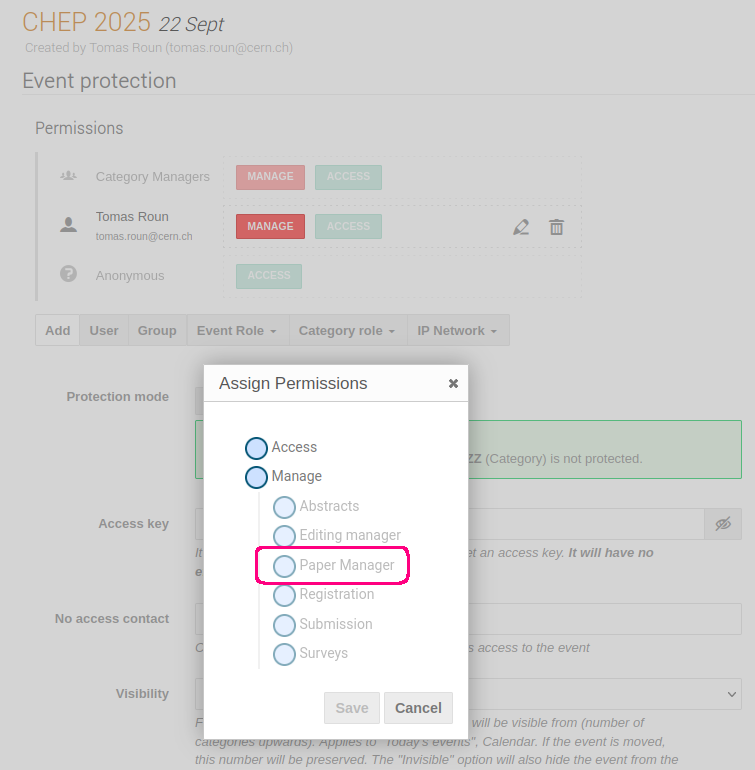 CHEP 2025 22 Sept
Created by Tomas Roun (tomas.roun@cern.ch)
Event protection
Permissions
Category Managers MANAGE ACCESS
Tomas Roun
tomas.roun@cern.ch
MANAGE ACCESS
Anonymous ACCESS
Add User Group Event Role Category role IP Network
Assign Permissions
Access
Manage
Abstracts
Editing manager
Paper Manager
Registration
Submission
Surveys
Save Cancel
Protection mode
ZZ (Category) is not protected.
Access key
It et an access key. It will have no
e
No access contact
C s access to the event
Visibility
F will be visible from (number of
categories upwards). Applies to "Today's events", Calendar. If the event is moved,
this number will be preserved. The "Invisible" option will also hide the event from the